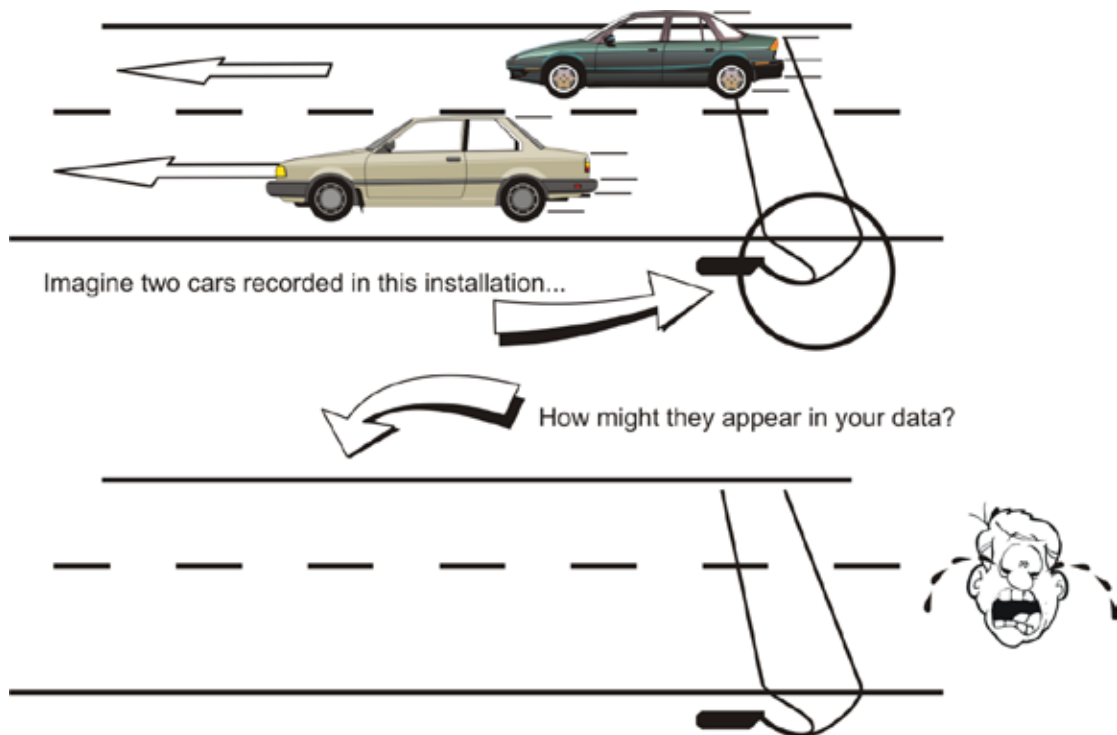 Imagine two cars recorded in this installation...
How might they appear in your data?